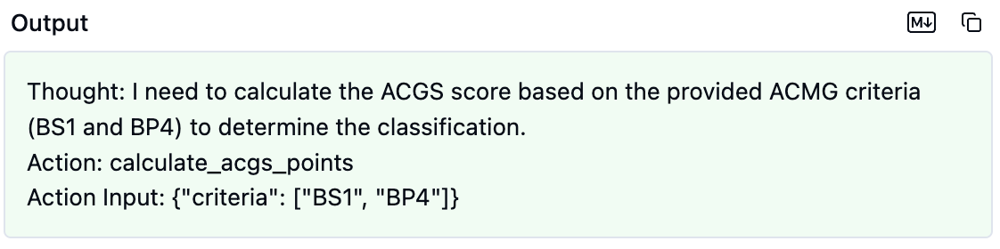 Output
M↓
Thought: I need to calculate the ACGS score based on the provided ACMG criteria
(BS1 and BP4) to determine the classification.
Action: calculate_acgs_points
Action Input: {"criteria": ["BS1", "BP4"]}